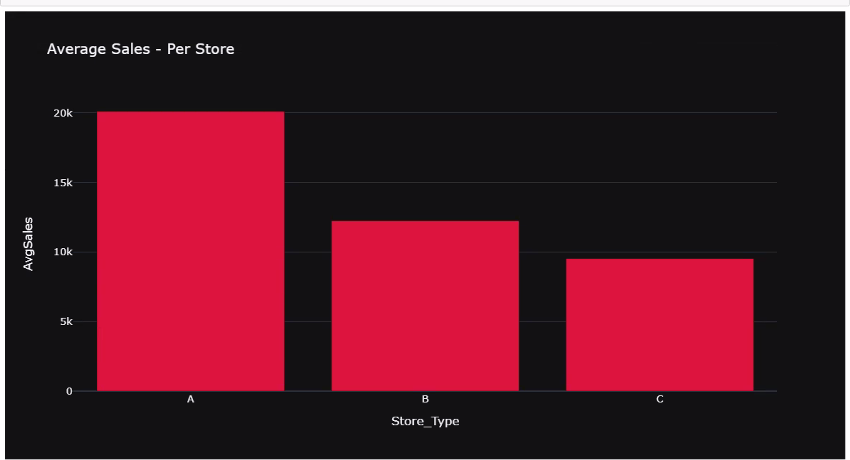 Average Sales - Per Store
20k
15k
10k
5k
0
AvgSales
A
B
C
Store_Type